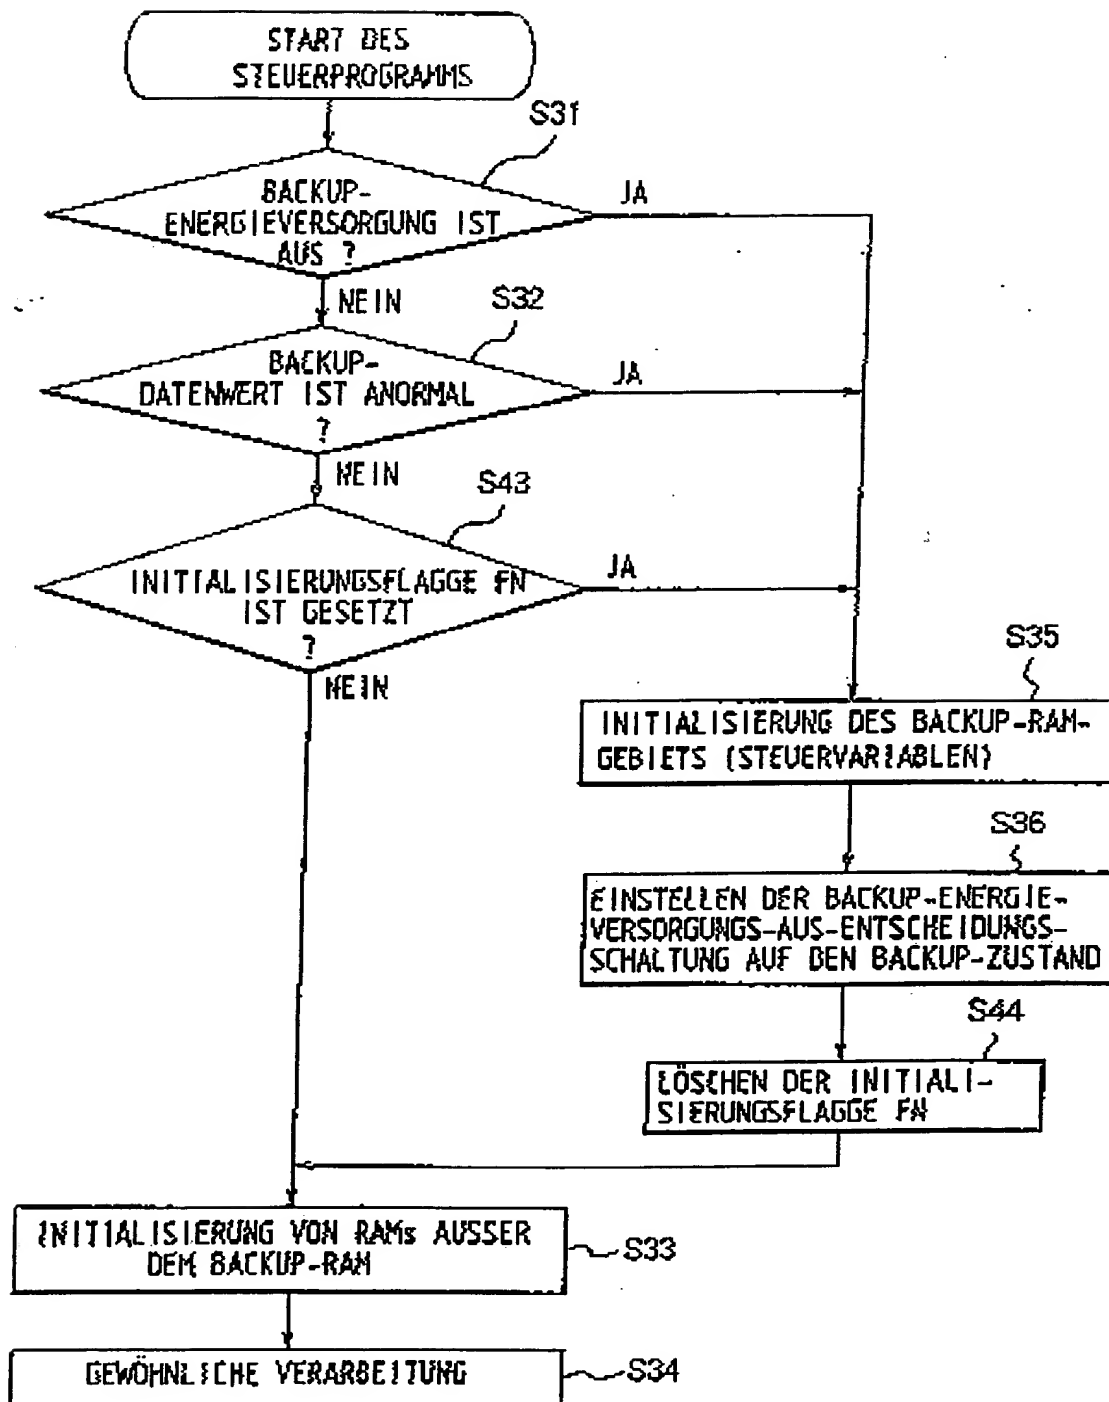 START DES
STEUERPROGRAMMS
S31
BACKUP-
ENERGIEVERSORGUNG IST
AUS ?
JA
NEIN
S32
BACKUP-
DATENWERT IST ANORMAL
?
JA
NEIN
S43
INITIALISIERUNGSFLAGGE FN
IST GESETZT
?
JA
NEIN
S35
INITIALISIERUNG DES BACKUP-RAM-
GEBIETS (STEUERVARIABLEN)
S36
EINSTELLEN DER BACKUP-ENERGIE-
VERSORGUNGS-AUS-ENTSCHEIDUNGS-
SCHALTUNG AUF DEN BACKUP-ZUSTAND
S44
LÖSCHEN DER INITIALI-
SIERUNGSFLAGGE FN
INITIALISIERUNG VON RAMs AUSSER
DEM BACKUP-RAM
S33
GEWÖHNLICHE VERARBEITUNG
S34